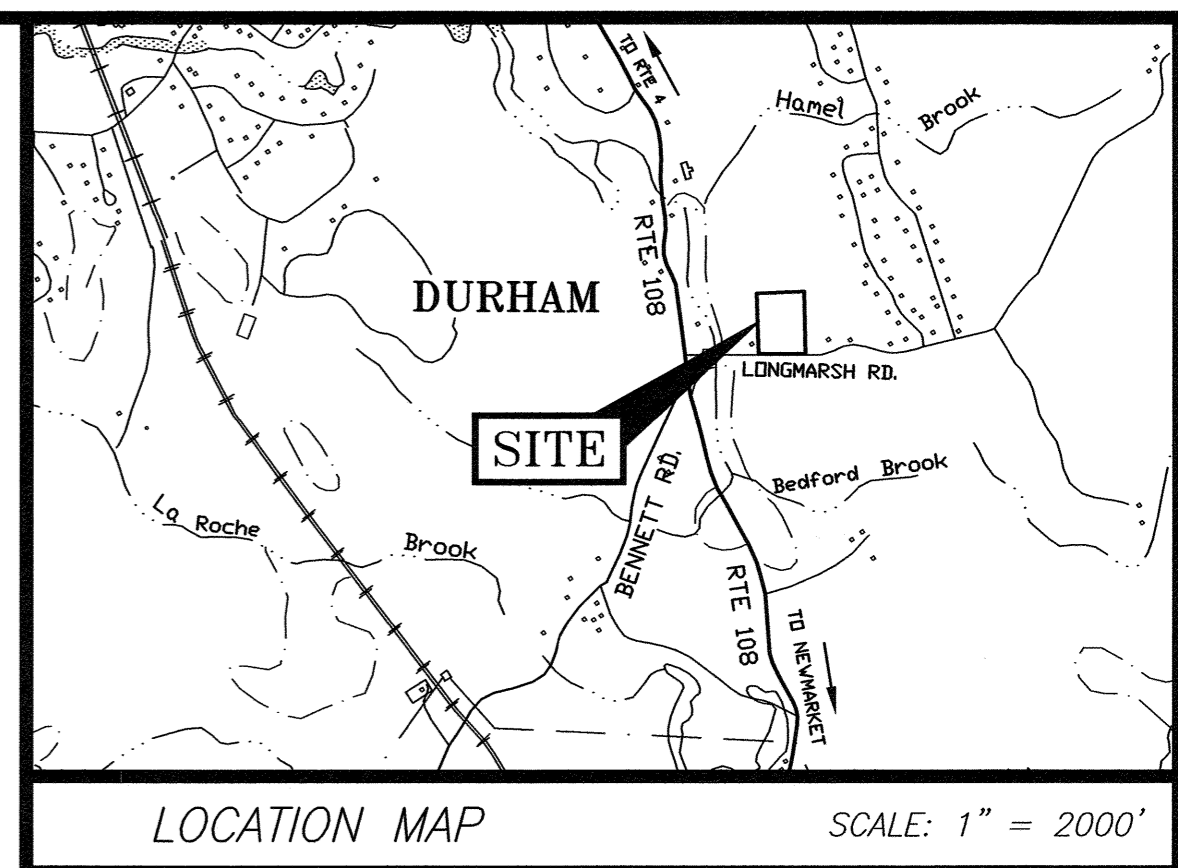 TO RTE 4
Hamel
Brook
RTE 108
DURHAM
LONGMARSH RD.
SITE
BENNETT RD.
Bedford Brook
La Roche
Brook
RTE 108
TO NEWMARKET
LOCATION MAP
SCALE: 1" = 2000'